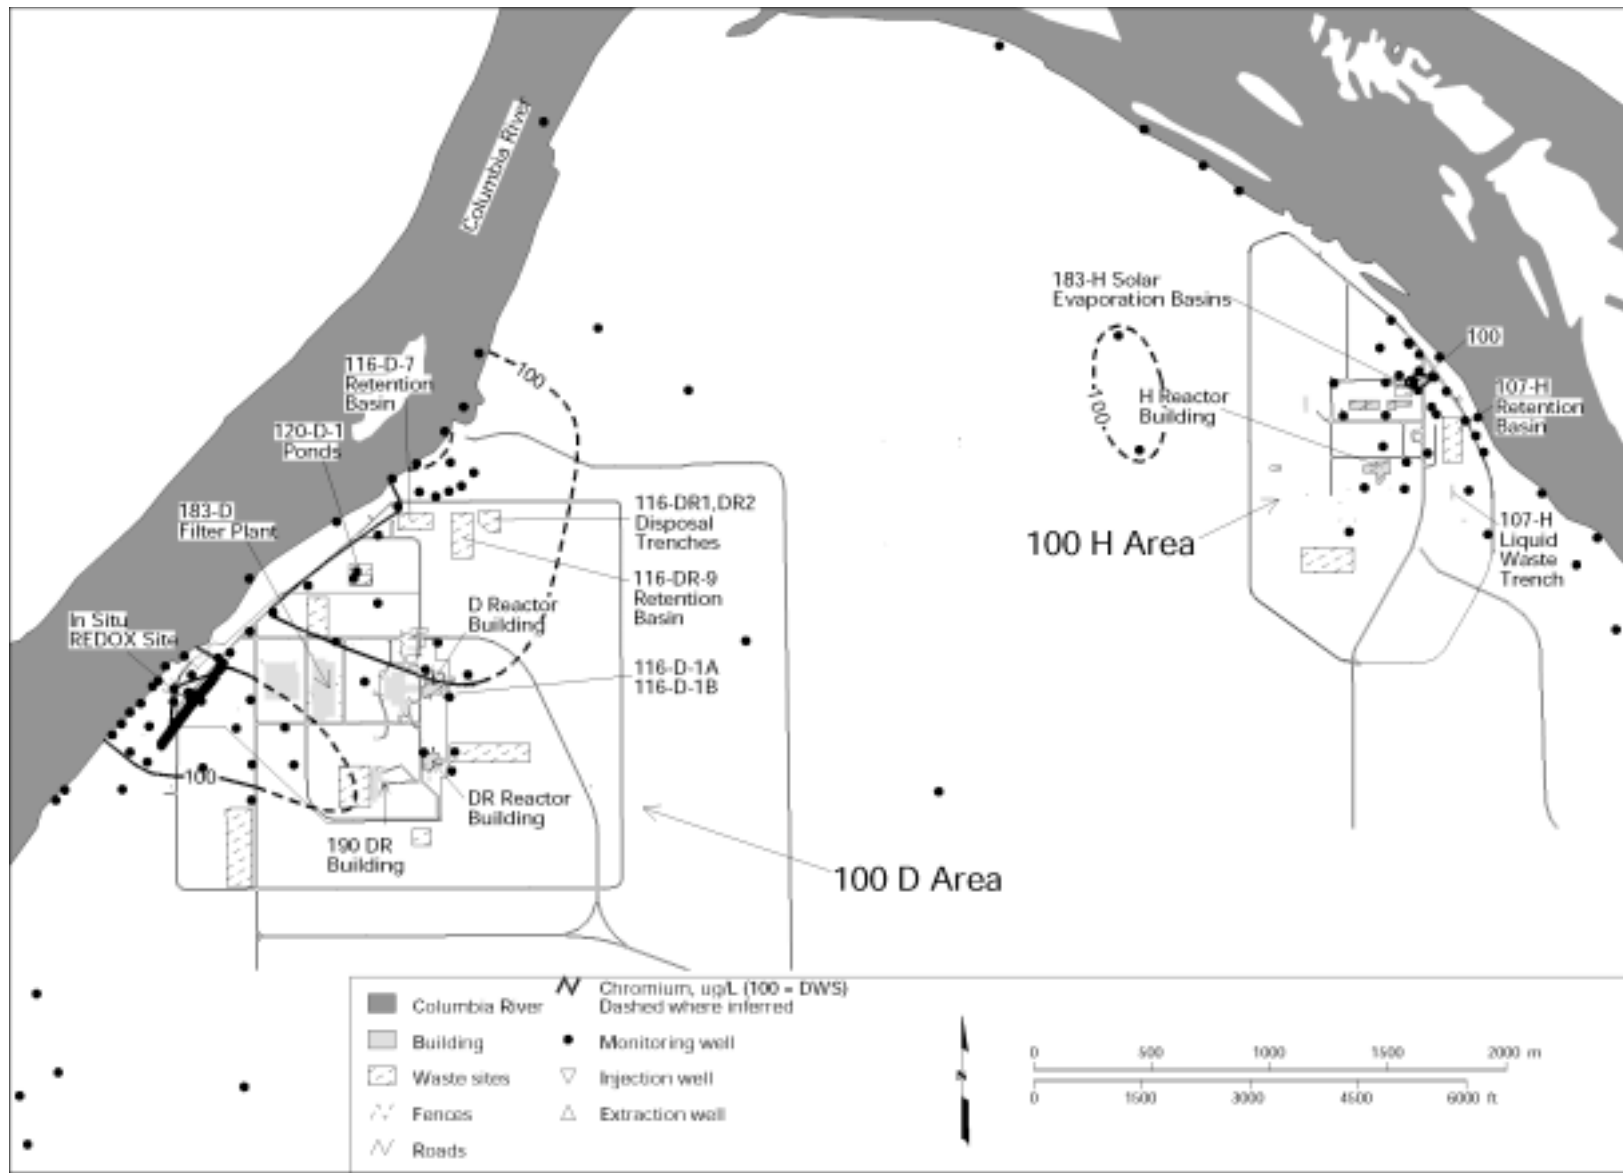 Columbia River
116-D-7
Retention
Basin
120-D-1
Ponds
183-D
Filter Plant
In Situ
REDOX Site
100
100
116-DR1, DR2
Disposal
Trenches
116-DR-9
Retention
Basin
D Reactor
Building
116-D-1A
116-D-1B
DR Reactor
Building
190 DR
Building
100 D Area
183-H Solar
Evaporation Basins
100
100
H Reactor
Building
107-H
Retention
Basin
100 H Area
107-H
Liquid
Waste
Trench
Columbia River
Building
Waste sites
Fences
Roads
Chromium, ug/L (100 = DWS)
Dashed where inferred
Monitoring well
Injection well
Extraction well
N
0 500 1000 1500 2000 m
0 1500 3000 4500 6000 ft